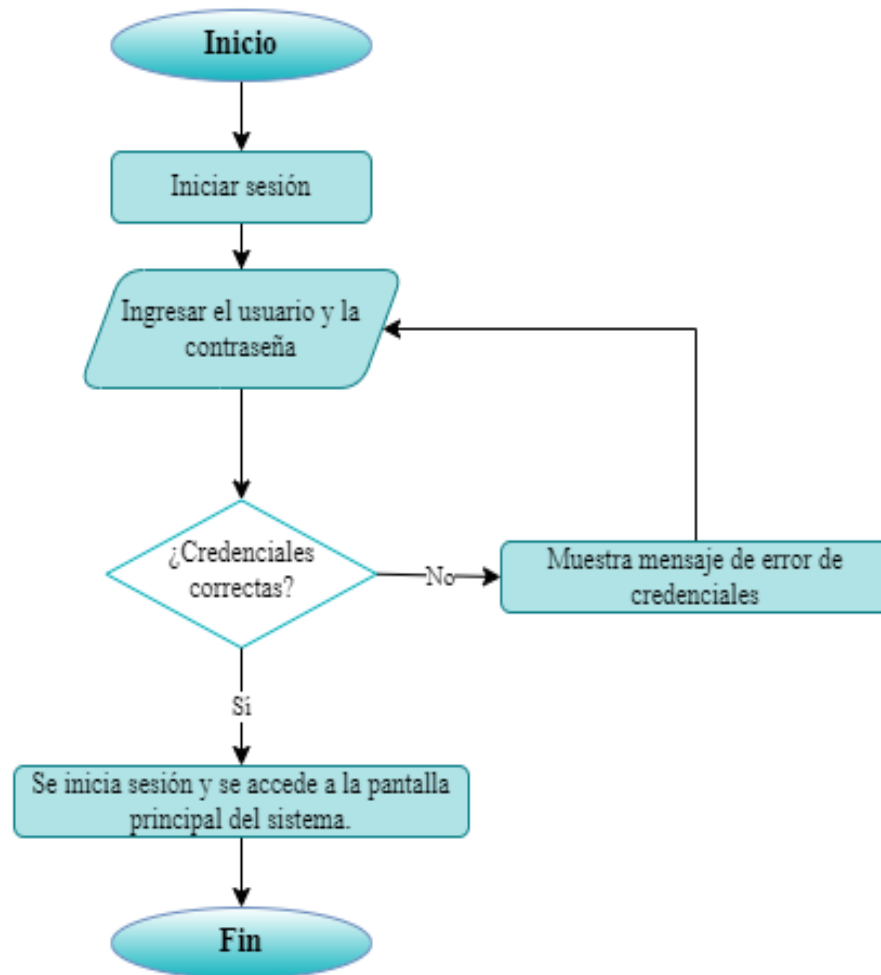 Inicio
Iniciar sesión
Ingresar el usuario y la
contraseña
¿Credenciales
correctas?
No
Muestra mensaje de error de
credenciales
Sí
Se inicia sesión y se accede a la pantalla
principal del sistema.
Fin